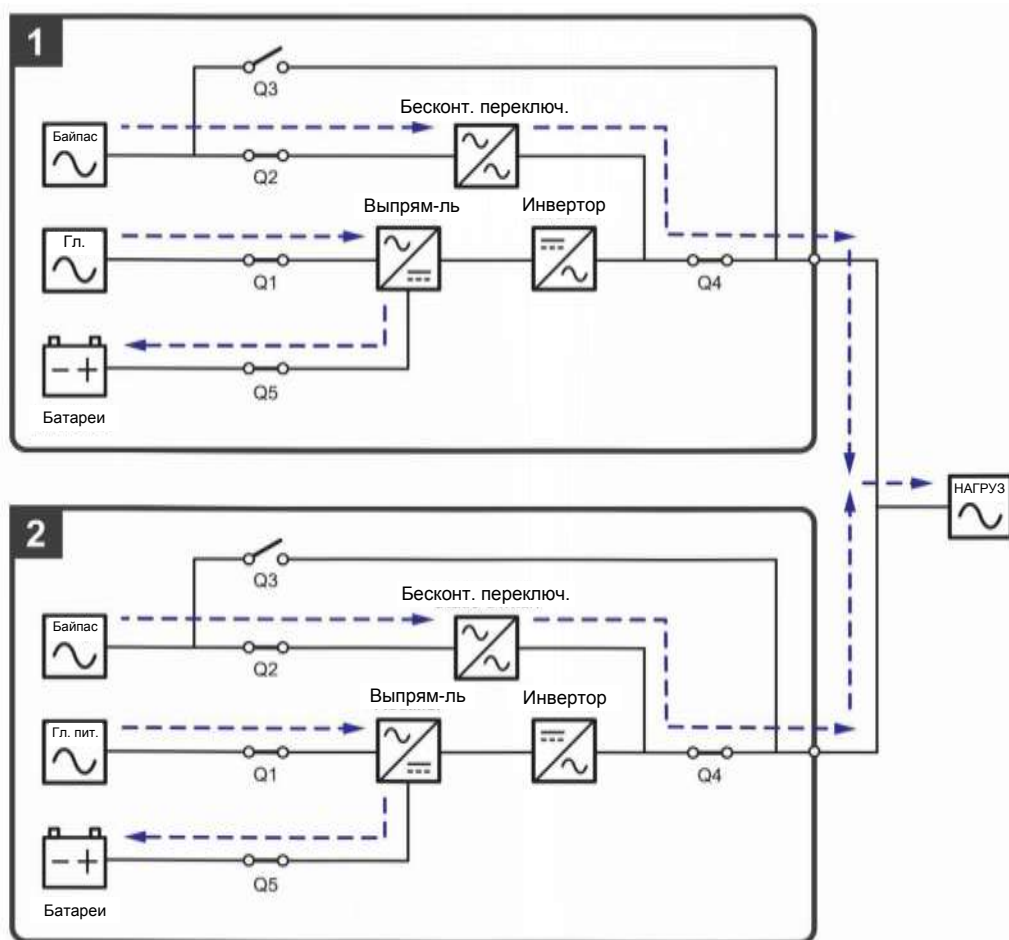 1
Q3
Бесконт. переключ.
Байпас
Q2
Выпрям-ль
Инвертор
Гл.
Q1
Q4
Q5
Батареи
НАГРУЗ
2
Q3
Бесконт. переключ.
Байпас
Q2
Выпрям-ль
Инвертор
Гл. пит.
Q1
Q4
Q5
Батареи